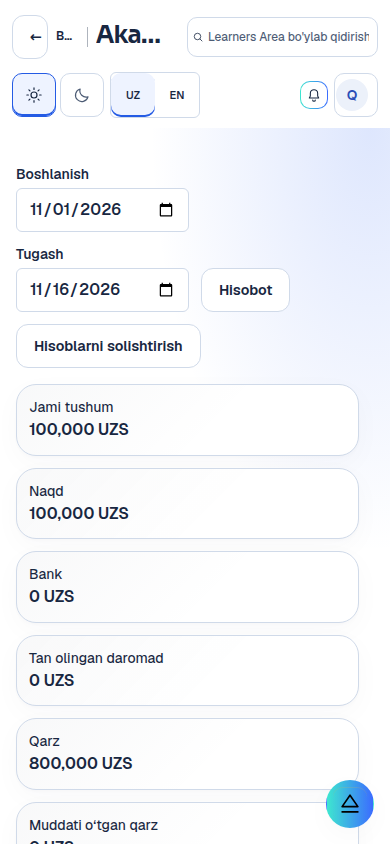 ← B... Aka... Learners Area bo'ylab qidirish
UZ EN Q
Boshlanish
11/01/2026
Tugash
11/16/2026 Hisobot
Hisoblarni solishtirish
Jami tushum
100,000 UZS
Naqd
100,000 UZS
Bank
0 UZS
Tan olingan daromad
0 UZS
Qarz
800,000 UZS
Muddati o‘tgan qarz
0 UZS